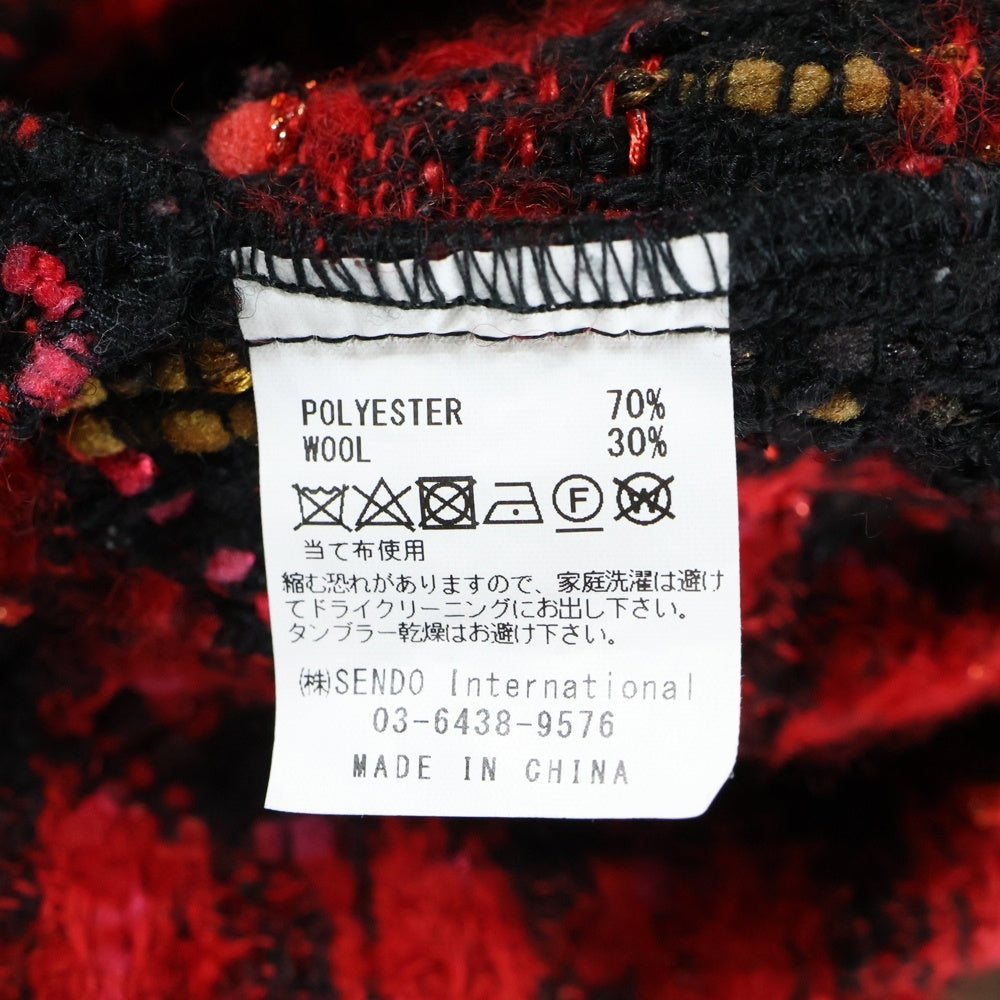 POLYESTER 70%
WOOL 30%
F W
当て布使用
縮む恐れがありますので、家庭洗濯は避け
てドライクリーニングにお出し下さい。
タンブラー乾燥はお避け下さい。
㈱SENDO International
03-6438-9576
MADE IN CHINA